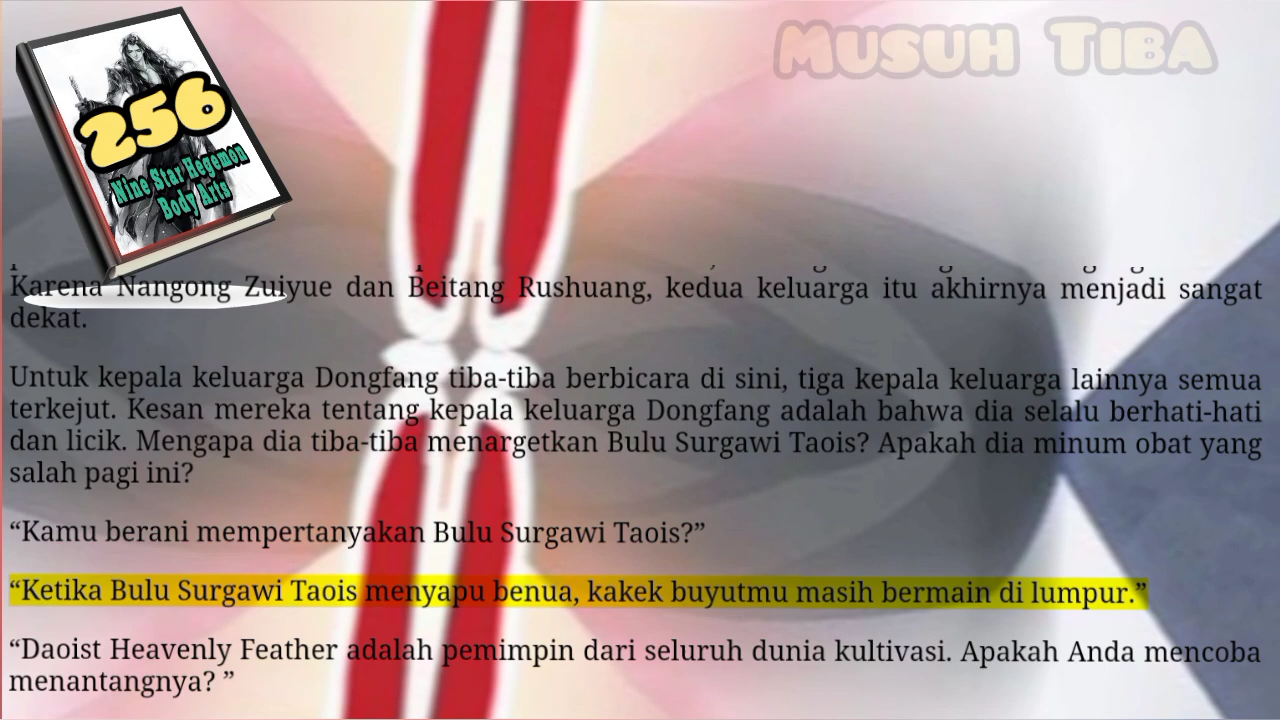 MUSUH TIBA
256
Nine Star Hegemon
Body Arts
Karena Nangong Zuiyue dan Beitang Rushuang, kedua keluarga itu akhirnya menjadi sangat
dekat.
Untuk kepala keluarga Dongfang tiba-tiba berbicara di sini, tiga kepala keluarga lainnya semua
terkejut. Kesan mereka tentang kepala keluarga Dongfang adalah bahwa dia selalu berhati-hati
dan licik. Mengapa dia tiba-tiba menargetkan Bulu Surgawi Taois? Apakah dia minum obat yang
salah pagi ini?
“Kamu berani mempertanyakan Bulu Surgawi Taois?”
“Ketika Bulu Surgawi Taois menyapu benua, kakek buyutmu masih bermain di lumpur.”
“Daoist Heavenly Feather adalah pemimpin dari seluruh dunia kultivasi. Apakah Anda mencoba
menantangnya? ”